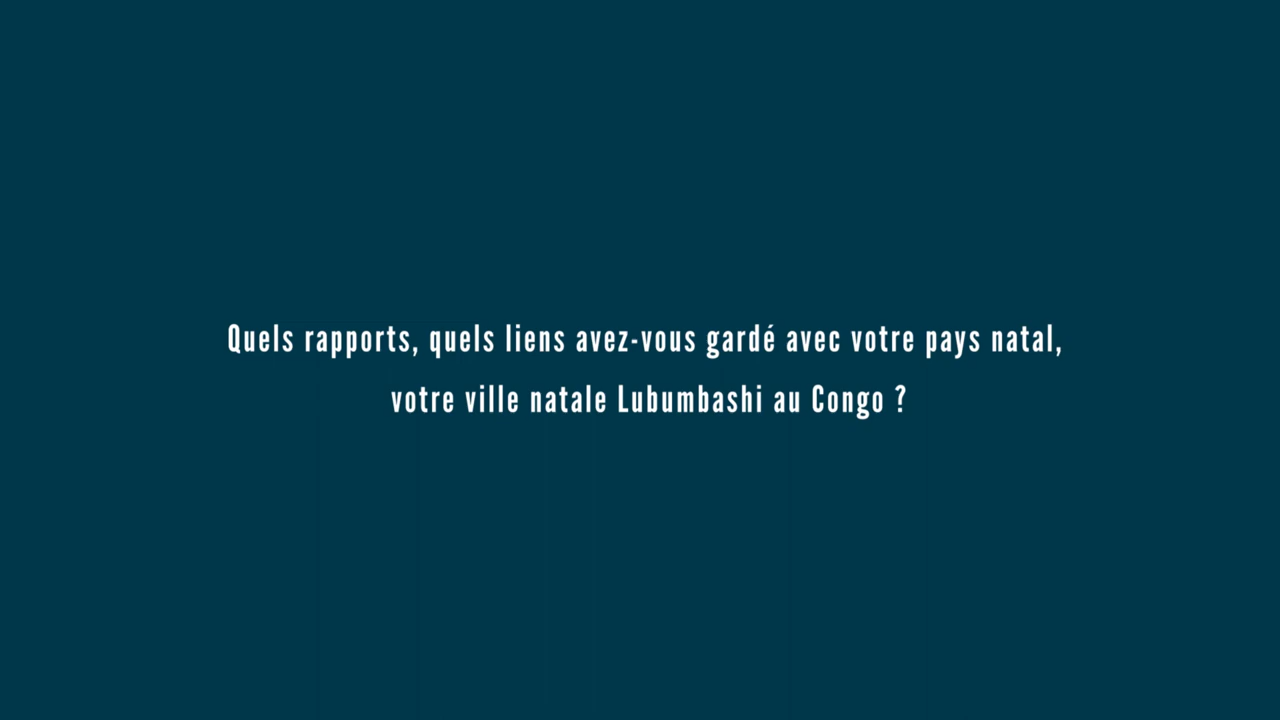 Quels rapports, quels liens avez-vous gardé avec votre pays natal,
votre ville natale Lubumbashi au Congo ?